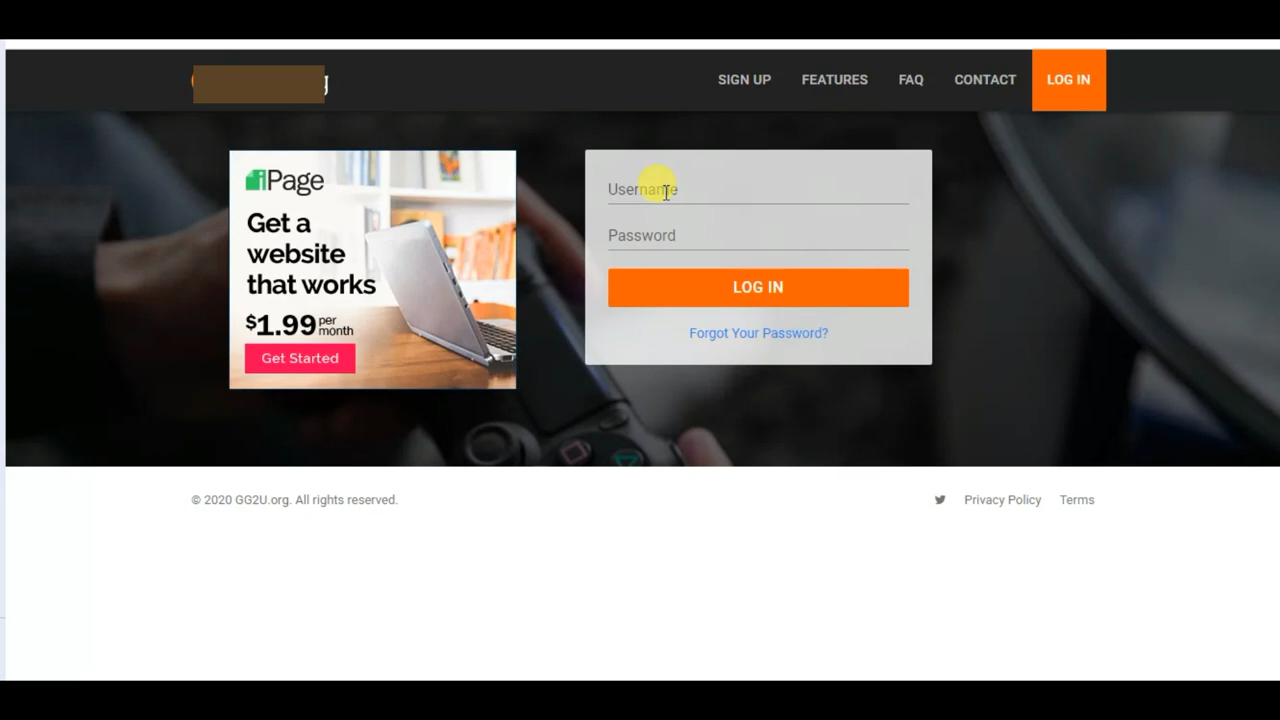 SIGN UP FEATURES FAQ CONTACT LOG IN
iPage
Get a
website
that works
$1.99 per month
Get Started
Username
Password
LOG IN
Forgot Your Password?
© 2020 GG2U.org. All rights reserved.
Privacy Policy Terms